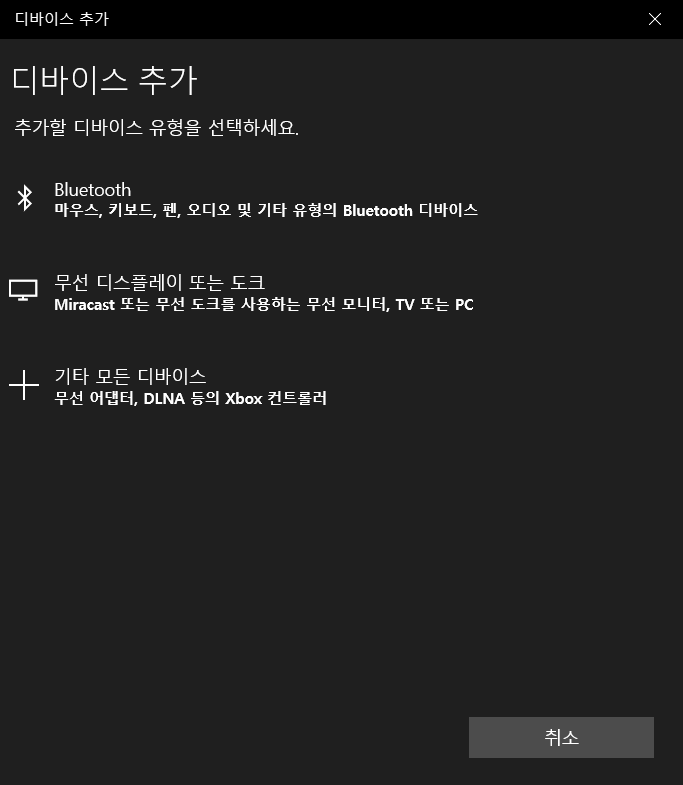 디바이스 추가
디바이스 추가
추가할 디바이스 유형을 선택하세요.
Bluetooth
마우스, 키보드, 펜, 오디오 및 기타 유형의 Bluetooth 디바이스
무선 디스플레이 또는 도크
Miracast 또는 무선 도크를 사용하는 무선 모니터, TV 또는 PC
기타 모든 디바이스
무선 어댑터, DLNA 등의 Xbox 컨트롤러
취소